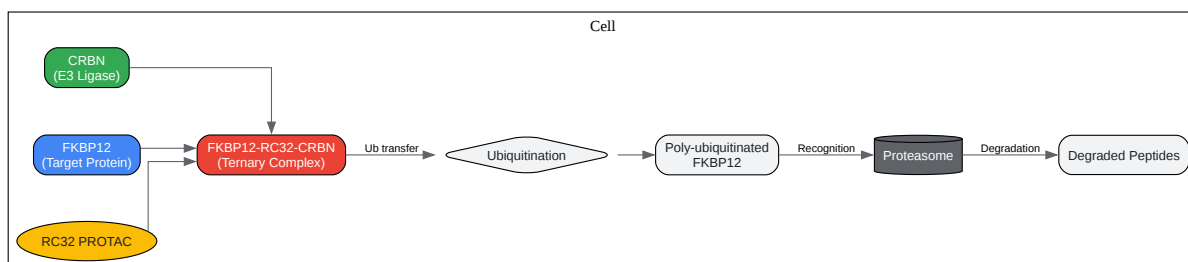 Cell
CRBN
(E3 Ligase)
FKBP12
(Target Protein)
RC32 PROTAC
FKBP12-RC32-CRBN
(Ternary Complex)
Ub transfer
Ubiquitination
Poly-ubiquitinated
FKBP12
Recognition
Proteasome
Degradation
Degraded Peptides